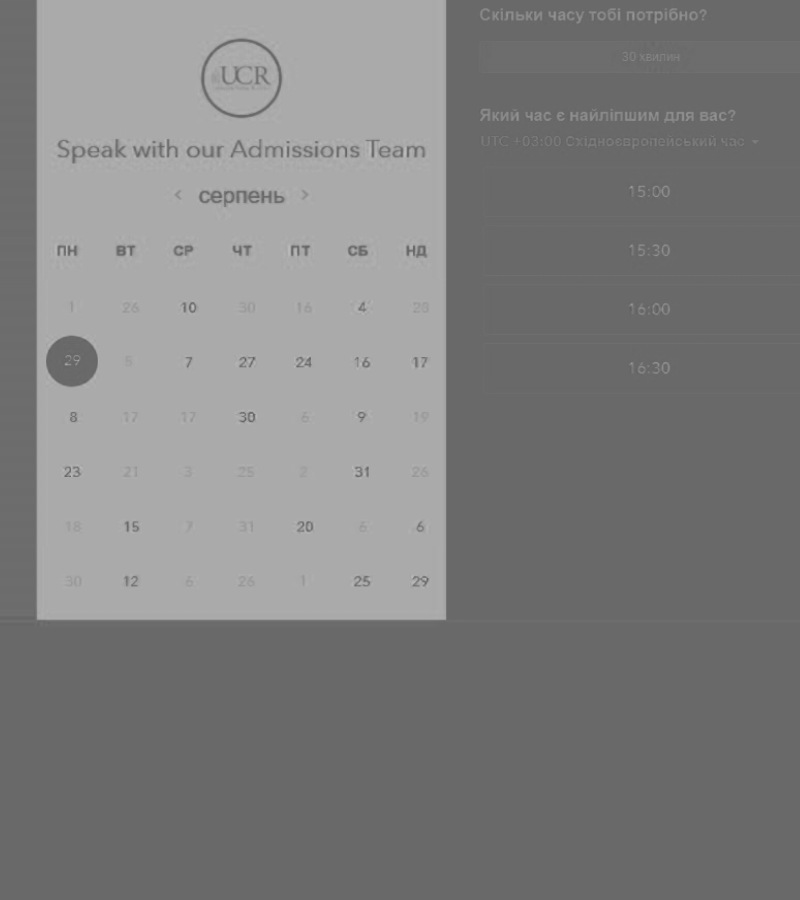 UCR
Speak with our Admissions Team
< серпень >
ПН ВТ СР ЧТ ПТ СБ НД
1 26 10 30 16 4 28
29 5 7 27 24 16 17
8 17 17 30 6 9 19
23 21 3 25 2 31 26
18 15 7 31 20 6 6
30 12 6 26 1 25 29
Скільки часу тобі потрібно?
30 хвилин
Який час є найліпшим для вас?
UTC +03:00 Східноєвропейський час
15:00
15:30
16:00
16:30